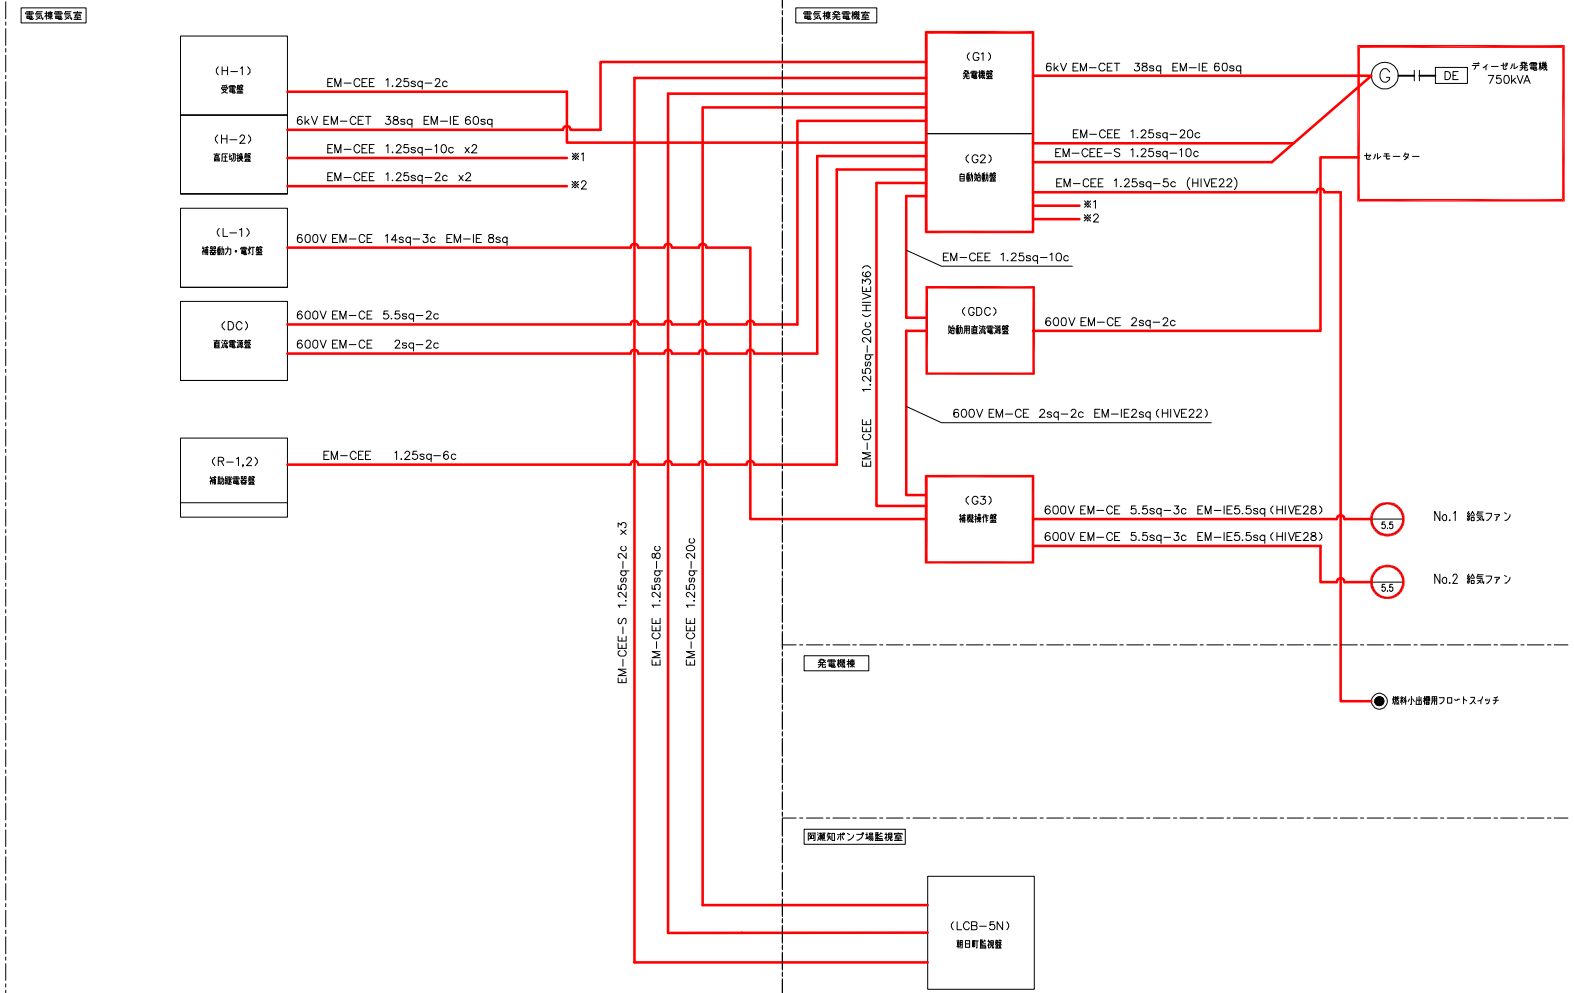 電気棟電気室
(H-1)
受電盤
EM-CEE 1.25sq-2c
(H-2)
高圧切換盤
6kV EM-CET 38sq EM-IE 60sq
EM-CEE 1.25sq-10c x2
※1
EM-CEE 1.25sq-2c x2
※2
(L-1)
補器動力・電灯盤
600V EM-CE 14sq-3c EM-IE 8sq
(DC)
直流電源盤
600V EM-CE 5.5sq-2c
600V EM-CE 2sq-2c
(R-1,2)
補助継電器盤
EM-CEE 1.25sq-6c
EM-CEE-S 1.25sq-2c x3
EM-CEE 1.25sq-8c
EM-CEE 1.25sq-20c
電気棟発電機室
(G1)
発電機盤
6kV EM-CET 38sq EM-IE 60sq
G
DE
ディーゼル発電機
750kVA
セルモーター
(G2)
自動始動盤
EM-CEE 1.25sq-20c
EM-CEE-S 1.25sq-10c
EM-CEE 1.25sq-5c (HIVE22)
※1
※2
EM-CEE 1.25sq-10c
EM-CEE 1.25sq-20c (HIVE36)
(GDC)
始動用直流電源盤
600V EM-CE 2sq-2c
600V EM-CE 2sq-2c EM-IE2sq (HIVE22)
(G3)
補機操作盤
600V EM-CE 5.5sq-3c EM-IE5.5sq (HIVE28)
5.5
No.1 給気ファン
600V EM-CE 5.5sq-3c EM-IE5.5sq (HIVE28)
5.5
No.2 給気ファン
発電機棟
燃料小出槽用フロートスイッチ
阿瀬知ポンプ場監視室
(LCB-5N)
朝日町監視盤